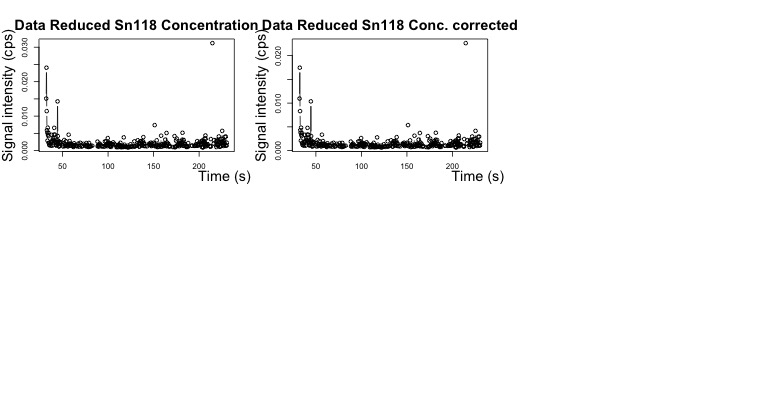 Data Reduced Sn118 Concentration
Signal intensity (cps)
0.030
0.020
0.010
0.000
50
100
150
200
Time (s)
Data Reduced Sn118 Conc. corrected
Signal intensity (cps)
0.020
0.010
0.000
50
100
150
200
Time (s)